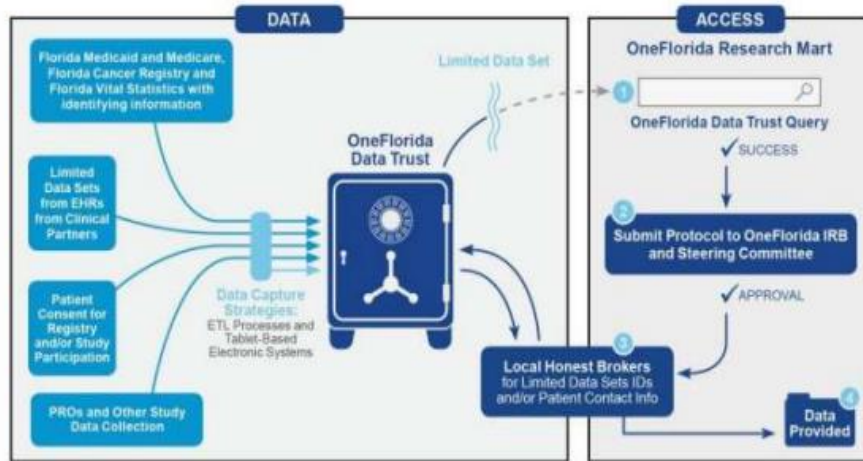 DATA
Florida Medicaid and Medicare,
Florida Cancer Registry and
Florida Vital Statistics with
identifying information
Limited
Data Sets
from EHRs
from Clinical
Partners
Patient
Consent for
Registry
and/or Study
Participation
PROs and Other Study
Data Collection
Data Capture
Strategies:
ETL Processes and
Tablet-Based
Electronic Systems
OneFlorida
Data Trust
Limited Data Set
ACCESS
OneFlorida Research Mart
1
OneFlorida Data Trust Query
SUCCESS
2
Submit Protocol to OneFlorida IRB
and Steering Committee
APPROVAL
3
Local Honest Brokers
for Limited Data Sets IDs
and/or Patient Contact Info
4
Data
Provided